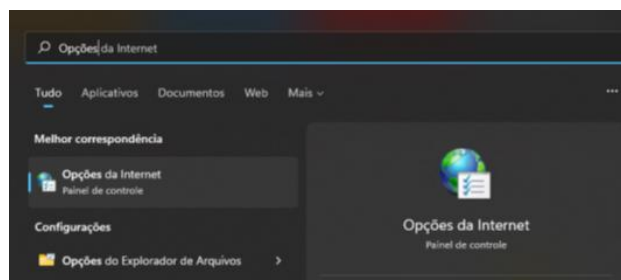 Opções da Internet
Tudo Aplicativos Documentos Web Mais
Melhor correspondência
Opções da Internet
Painel de controle
Configurações
Opções do Explorador de Arquivos
Opções da Internet
Painel de controle